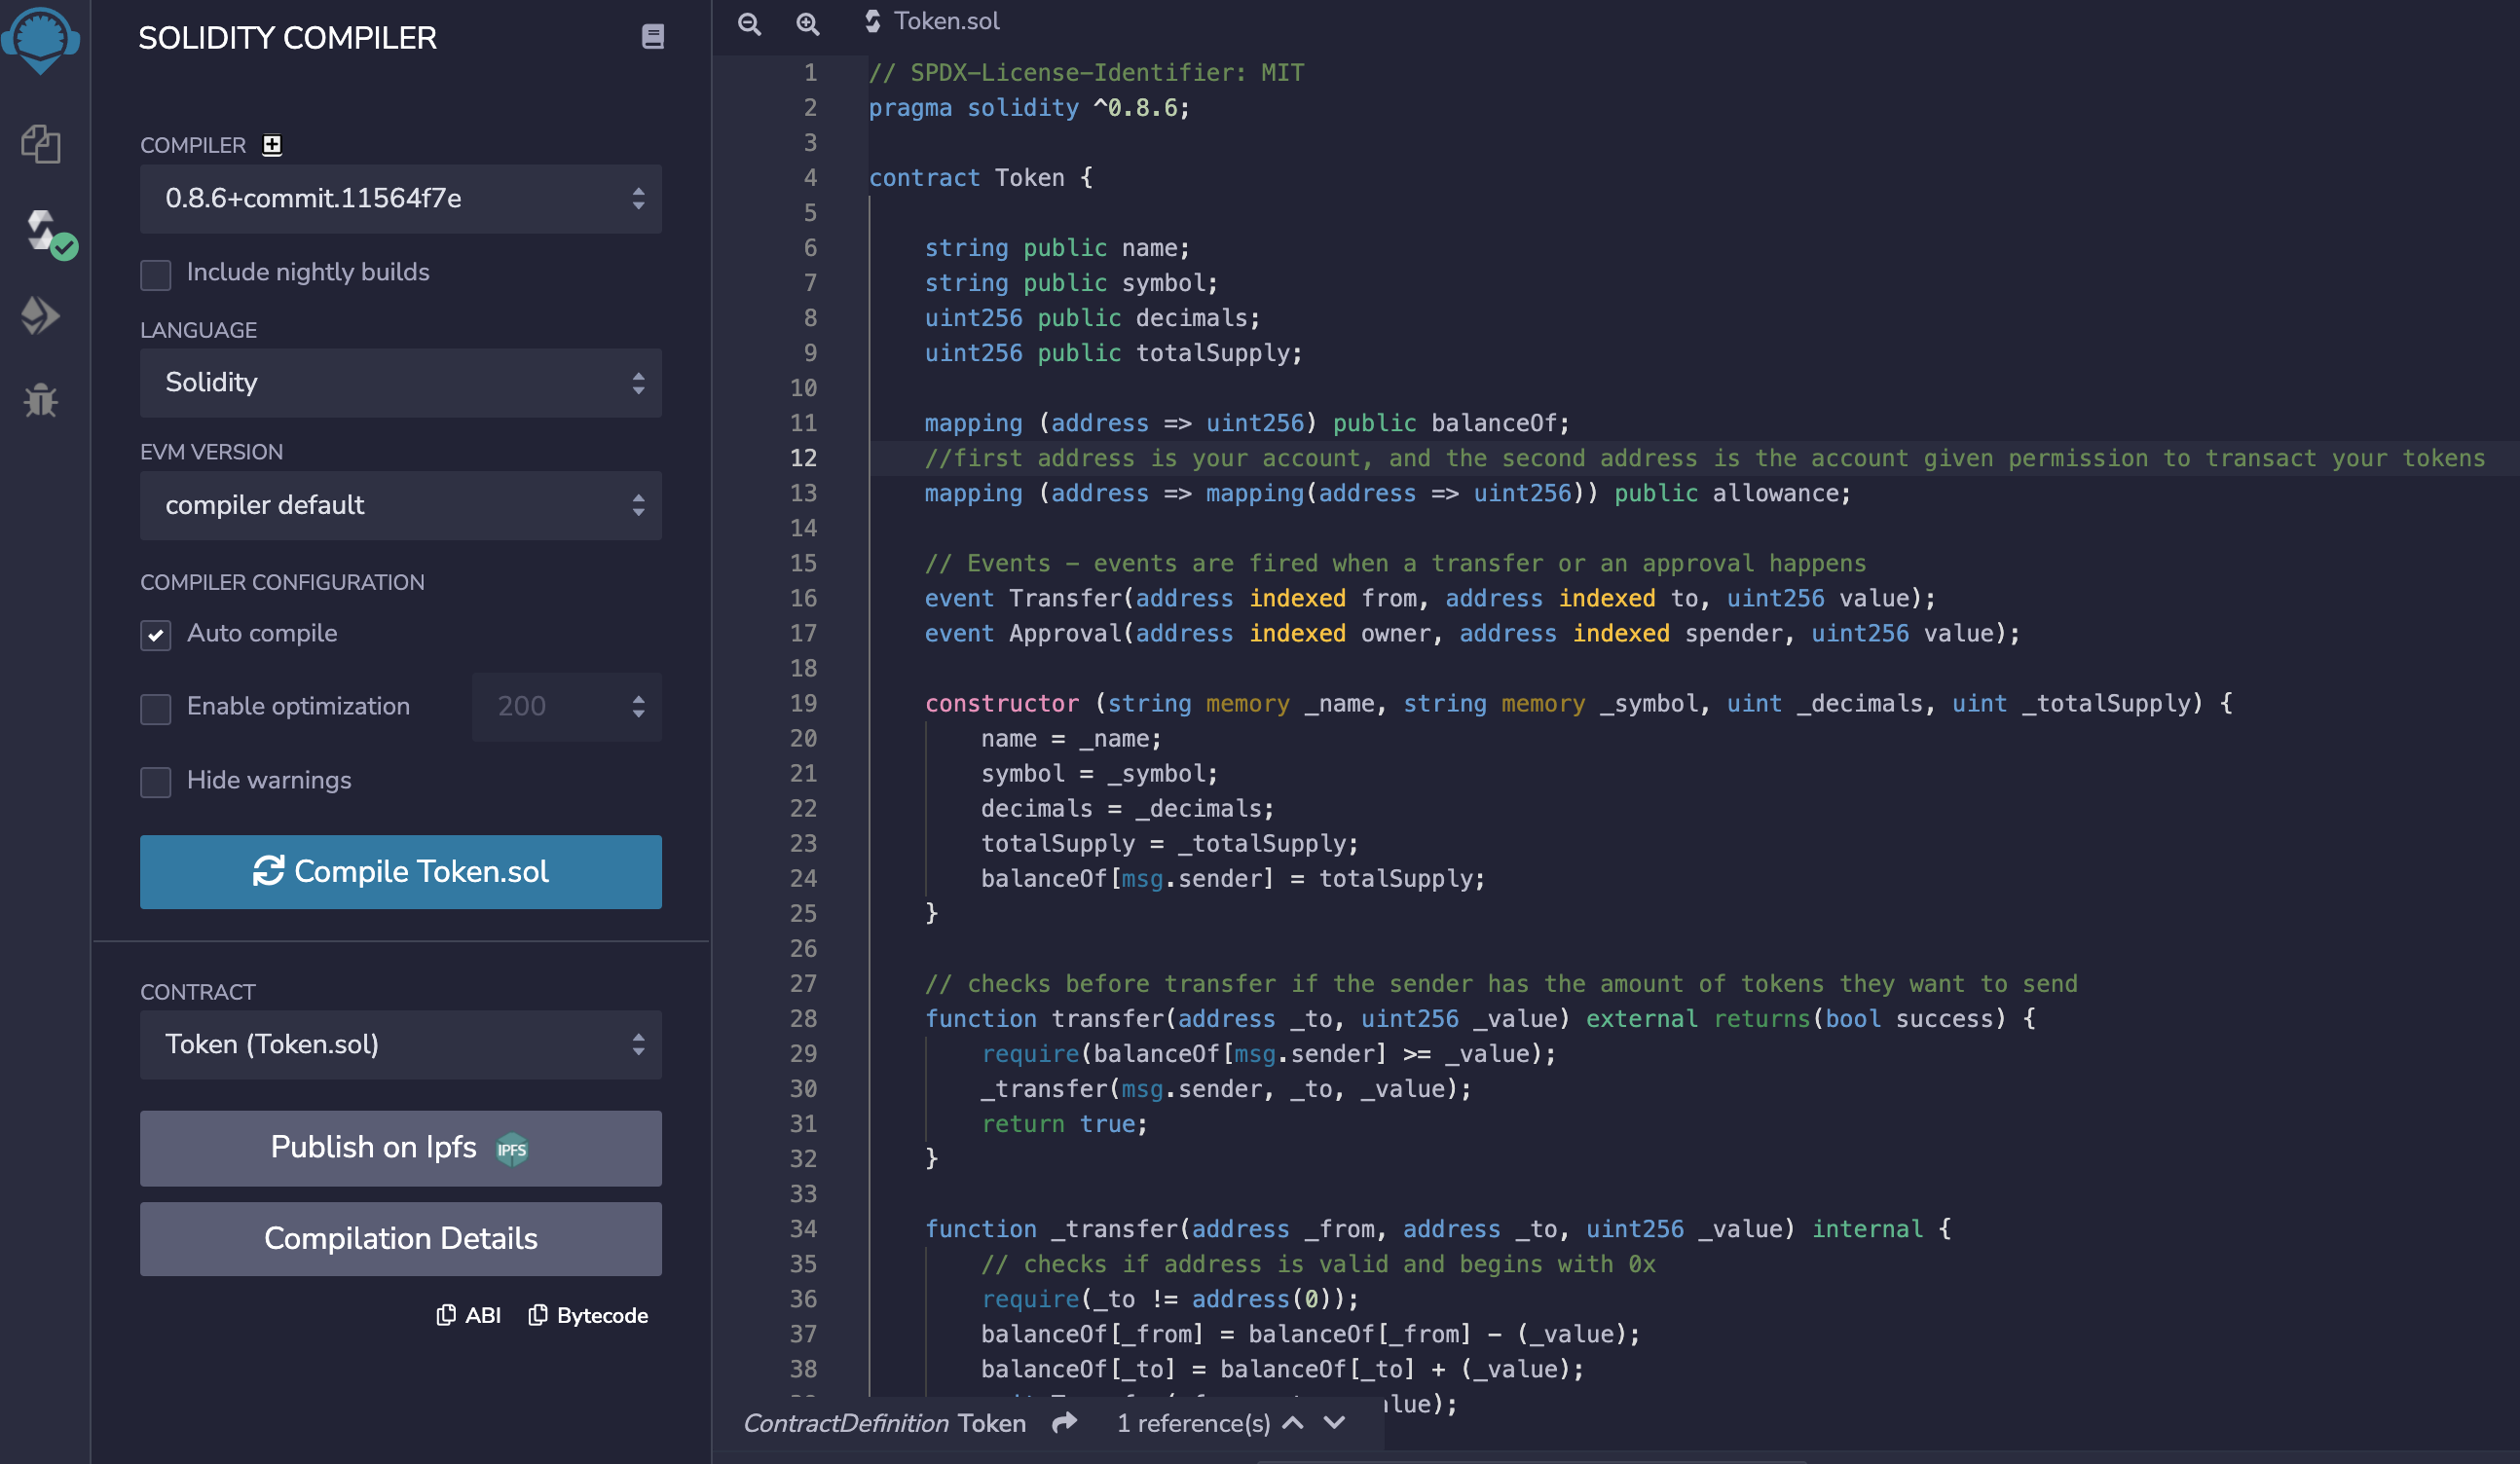 SOLIDITY COMPILER
COMPILER
0.8.6+commit.11564f7e
Include nightly builds
LANGUAGE
Solidity
EVM VERSION
compiler default
COMPILER CONFIGURATION
Auto compile
Enable optimization 200
Hide warnings
Compile Token.sol
CONTRACT
Token (Token.sol)
Publish on Ipfs IPFS
Compilation Details
ABI Bytecode
Token.sol
1 // SPDX-License-Identifier: MIT
2 pragma solidity ^0.8.6;
3
4 contract Token {
5
6 string public name;
7 string public symbol;
8 uint256 public decimals;
9 uint256 public totalSupply;
10
11 mapping (address => uint256) public balanceOf;
12 //first address is your account, and the second address is the account given permission to transact your tokens
13 mapping (address => mapping(address => uint256)) public allowance;
14
15 // Events - events are fired when a transfer or an approval happens
16 event Transfer(address indexed from, address indexed to, uint256 value);
17 event Approval(address indexed owner, address indexed spender, uint256 value);
18
19 constructor (string memory _name, string memory _symbol, uint _decimals, uint _totalSupply) {
20 name = _name;
21 symbol = _symbol;
22 decimals = _decimals;
23 totalSupply = _totalSupply;
24 balanceOf[msg.sender] = totalSupply;
25 }
26
27 // checks before transfer if the sender has the amount of tokens they want to send
28 function transfer(address _to, uint256 _value) external returns(bool success) {
29 require(balanceOf[msg.sender] >= _value);
30 _transfer(msg.sender, _to, _value);
31 return true;
32 }
33
34 function _transfer(address _from, address _to, uint256 _value) internal {
35 // checks if address is valid and begins with 0x
36 require(_to != address(0));
37 balanceOf[_from] = balanceOf[_from] - (_value);
38 balanceOf[_to] = balanceOf[_to] + (_value);
lue);
ContractDefinition Token 1 reference(s)